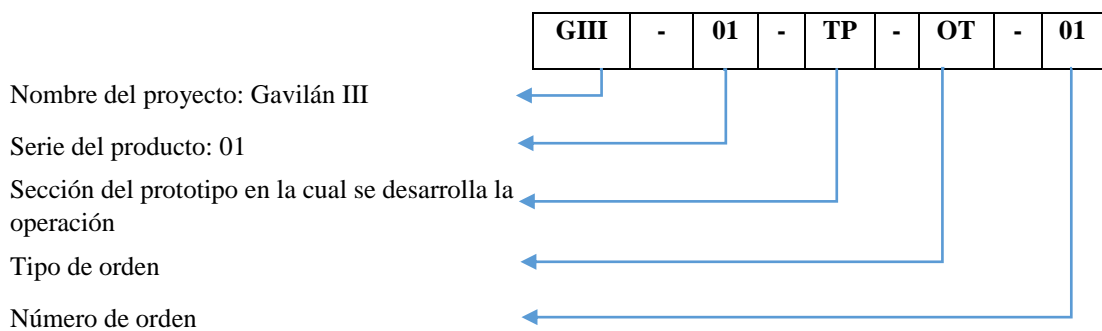 GIII - 01 - TP - OT - 01
Nombre del proyecto: Gavilán III
Serie del producto: 01
Sección del prototipo en la cual se desarrolla la
operación
Tipo de orden
Número de orden